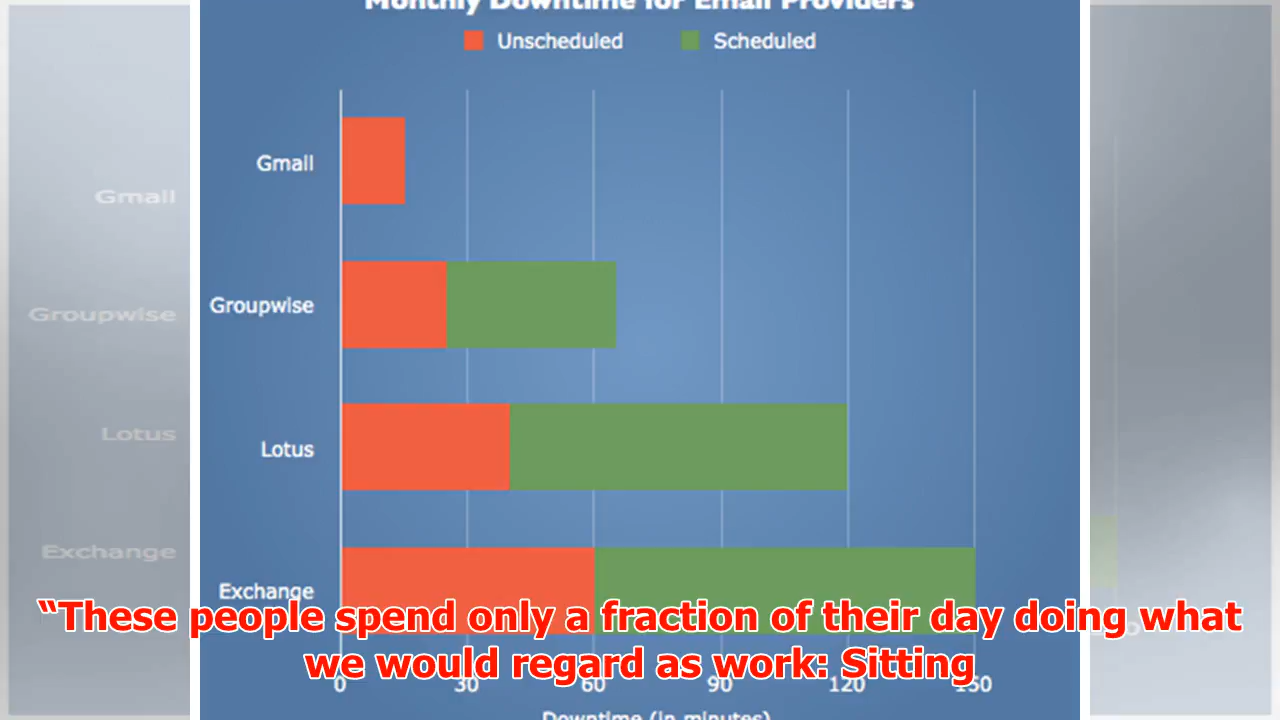 Monthly Downtime for Email Providers
Unscheduled Scheduled
Gmail
Gmail
Groupwise
Groupwise
Lotus
Lotus
Exchange
Exchange
“These people spend only a fraction of their day doing what
we would regard as work: Sitting
0 30 60 90 120 150
Downtime (in minutes)